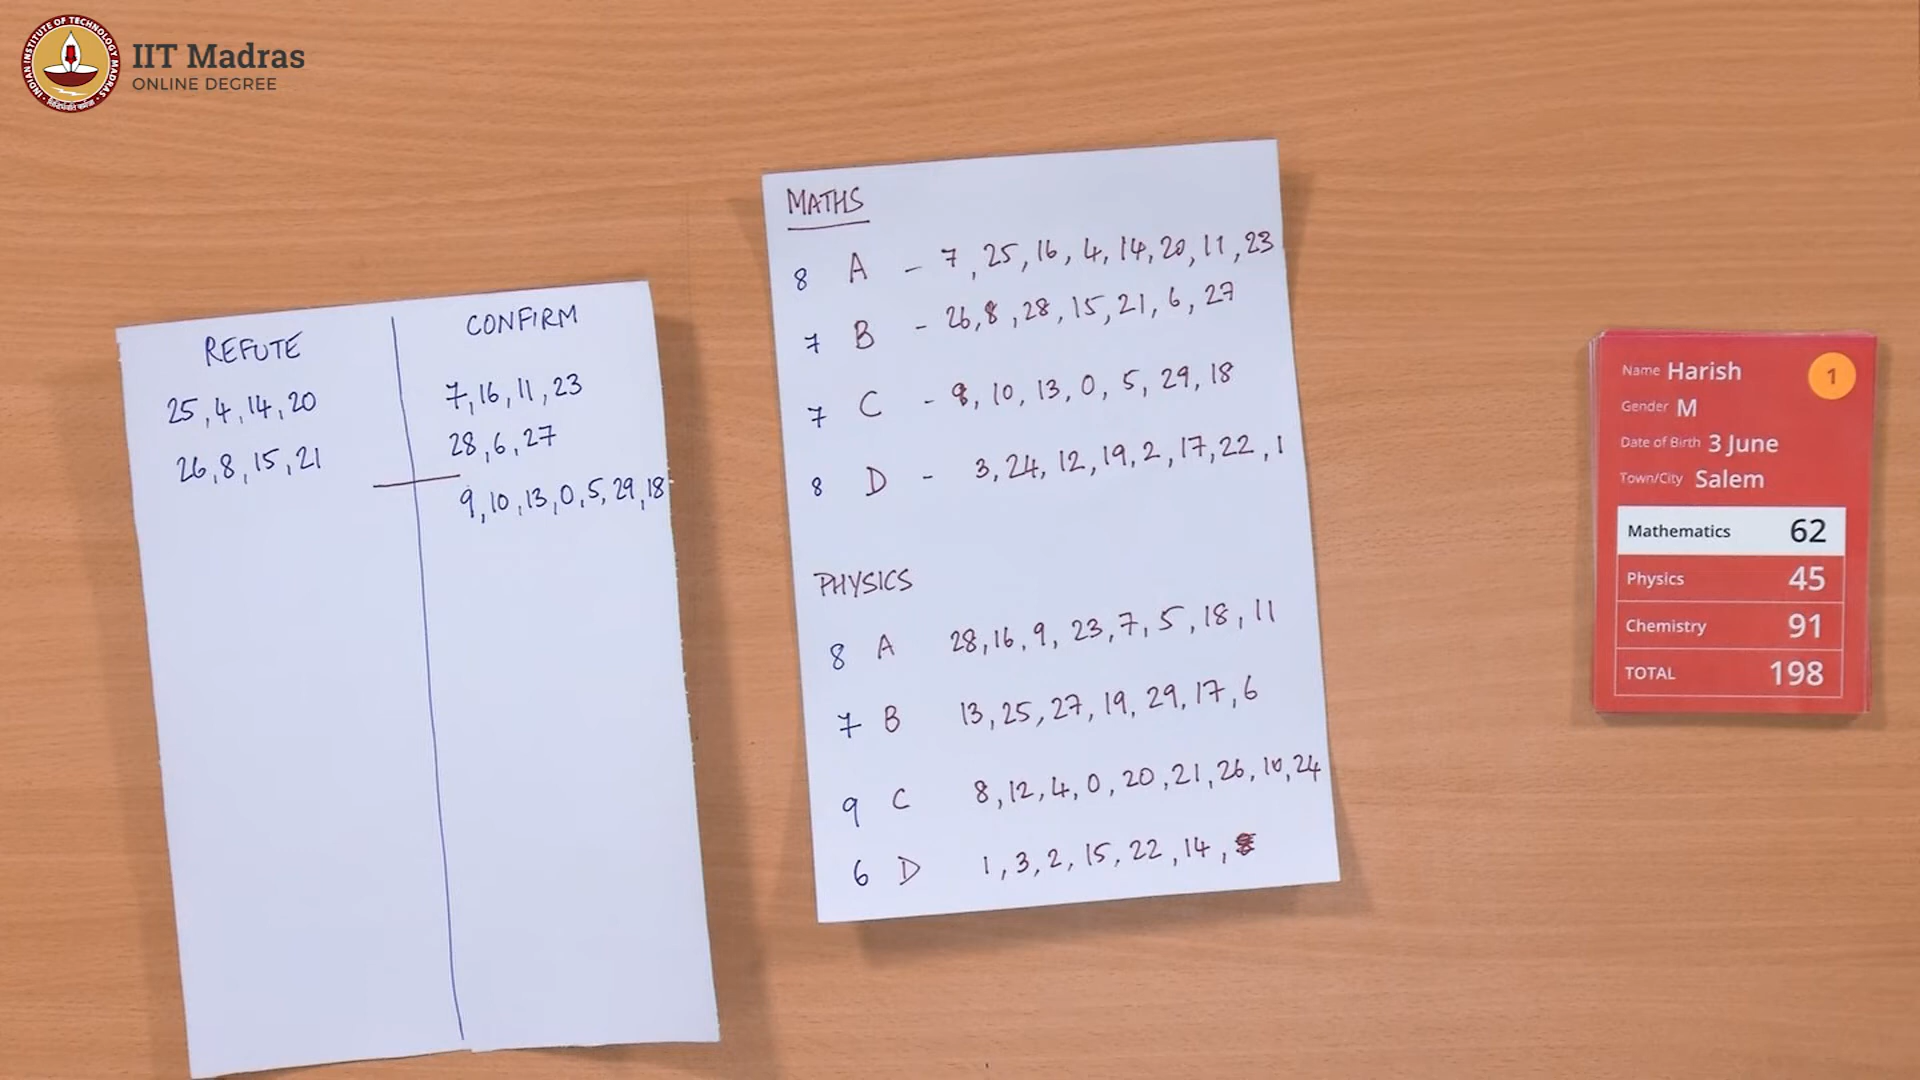 IIT Madras
ONLINE DEGREE
REFUTE
CONFIRM
25, 4, 14, 20
7, 16, 11, 23
26, 8, 15, 21
28, 6, 27
9, 10, 13, 0, 5, 29, 18
MATHS
8 A - 7, 25, 16, 4, 14, 20, 11, 23
7 B - 26, 8, 28, 15, 21, 6, 27
7 C - 9, 10, 13, 0, 5, 29, 18
8 D - 3, 24, 12, 19, 2, 17, 22, 1
PHYSICS
8 A 28, 16, 9, 23, 7, 5, 18, 11
7 B 13, 25, 27, 19, 29, 17, 6
9 C 8, 12, 4, 0, 20, 21, 26, 10, 24
6 D 1, 3, 2, 15, 22, 14,
Name Harish
1
Gender M
Date of Birth 3 June
Town/City Salem
Mathematics 62
Physics 45
Chemistry 91
TOTAL 198
INDIAN INSTITUTE OF TECHNOLOGY MADRAS